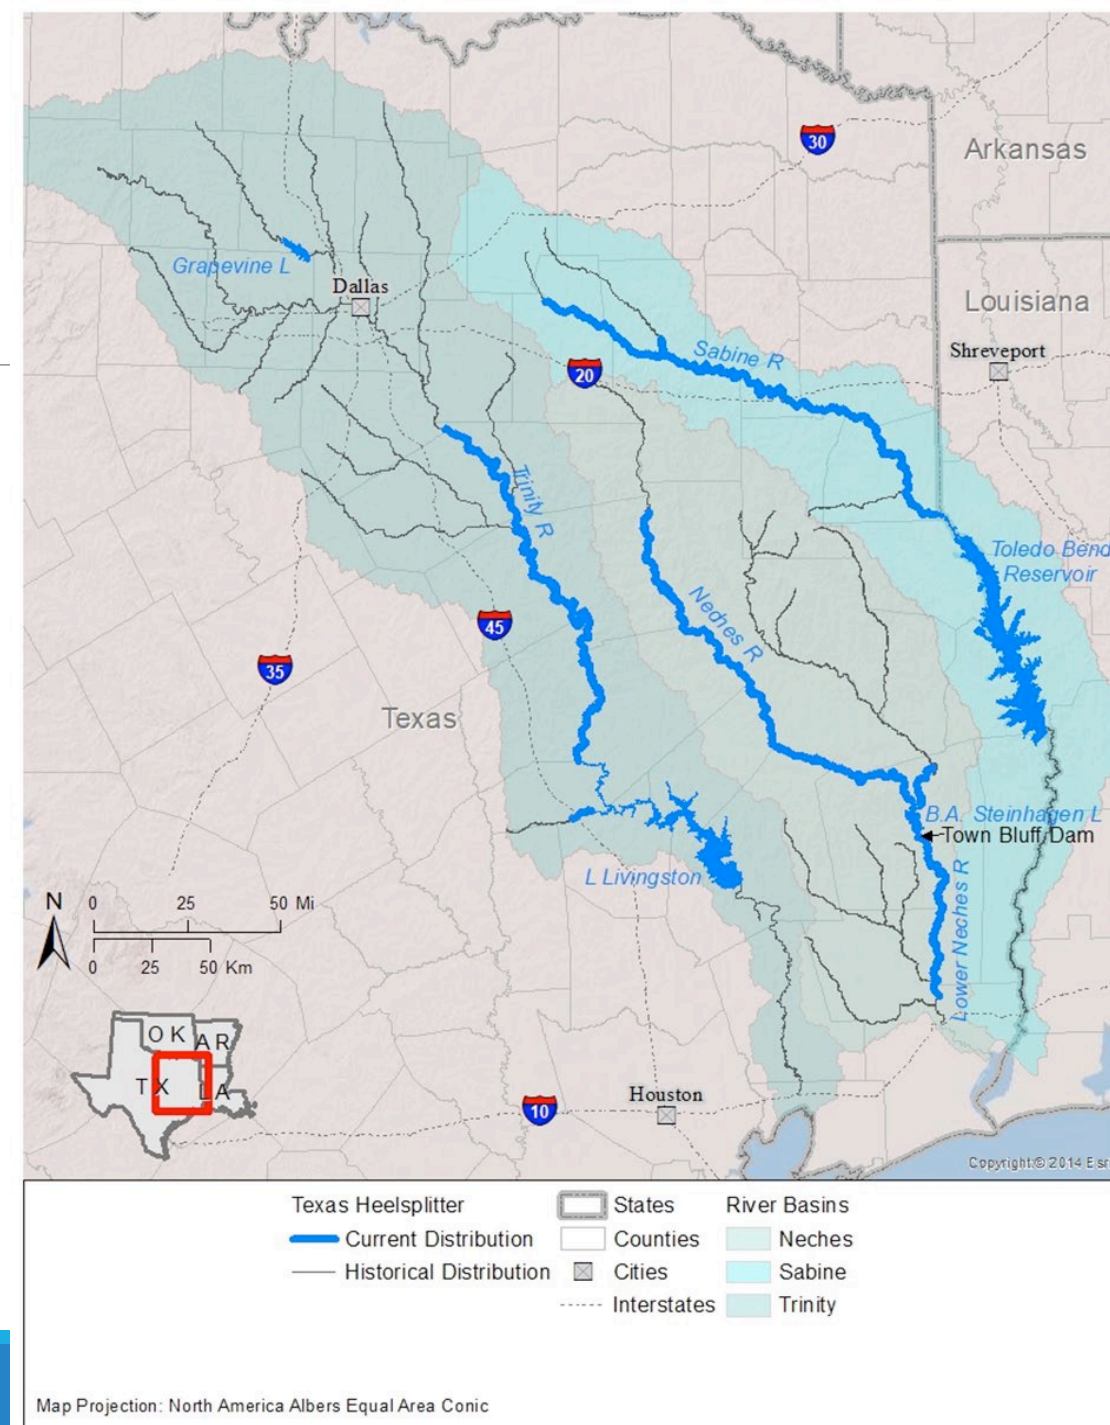 30
Arkansas
Grapevine L
Dallas
Louisiana
Sabine R
Shreveport
20
Trinity R
Toledo Bend
Reservoir
Neches R
45
35
Texas
B.A. Steinhagen L
Town Bluff Dam
L Livingston
Lower Neches R
N
0 25 50 Mi
0 25 50 Km
OK AR
TX LA
10
Houston
Copyright:© 2014 Esri
Texas Heelsplitter
Current Distribution
Historical Distribution
States
Counties
Cities
Interstates
River Basins
Neches
Sabine
Trinity
Map Projection: North America Albers Equal Area Conic